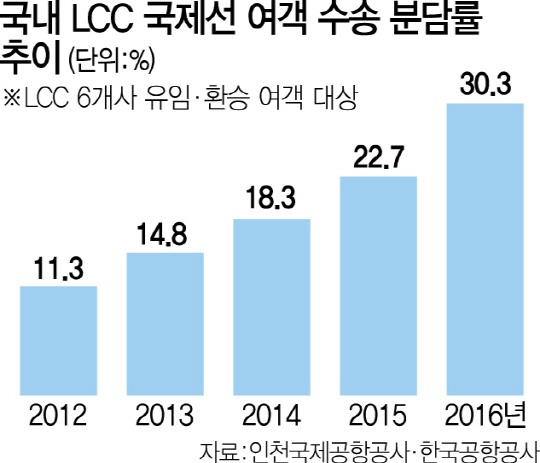 국내 LCC 국제선 여객 수송 분담률
추이 (단위:%)
※LCC 6개사 유임·환승 여객 대상
30.3
22.7
18.3
14.8
11.3
2012 2013 2014 2015 2016년
자료:인천국제공항공사·한국공항공사